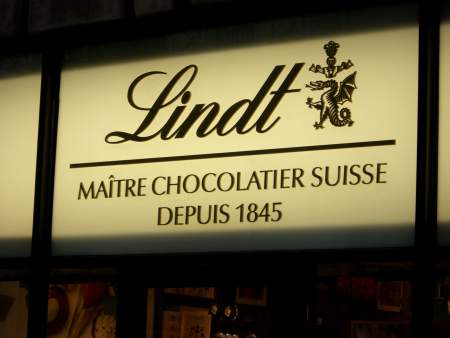 Lindt
MAÎTRE CHOCOLATIER SUISSE
DEPUIS 1845